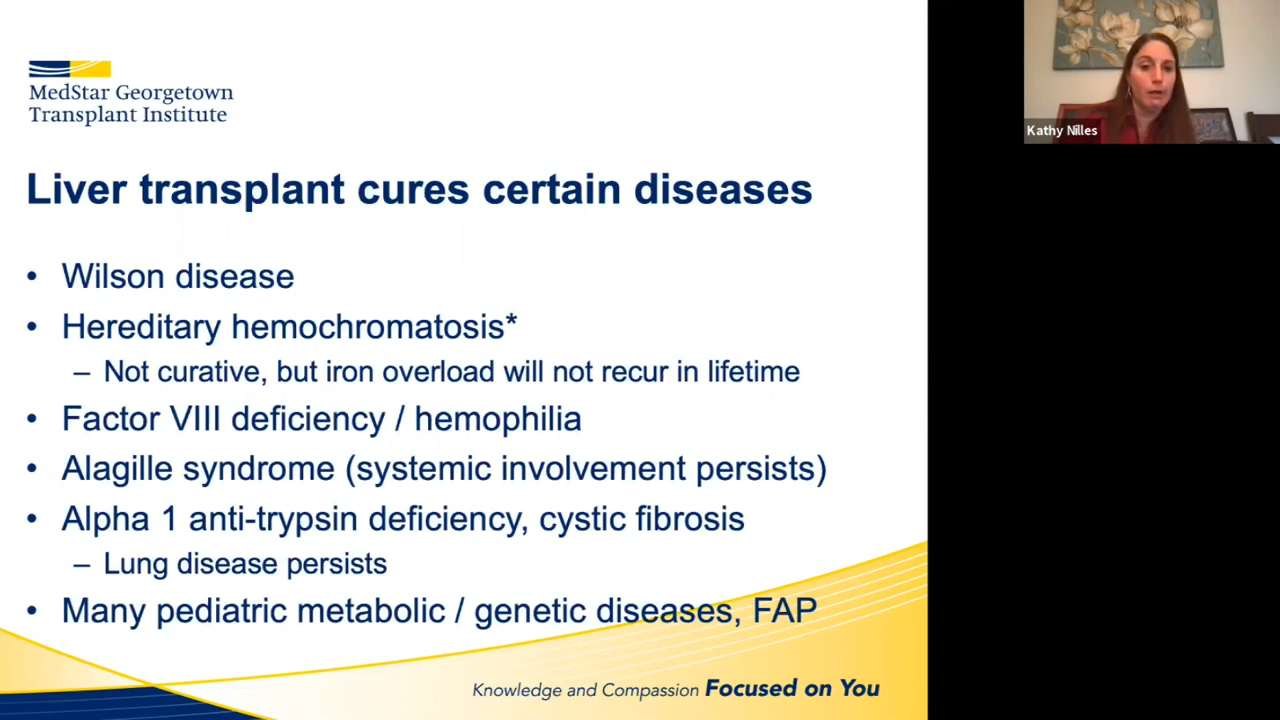 MedStar Georgetown
Transplant Institute
Kathy Nilles
Liver transplant cures certain diseases
• Wilson disease
• Hereditary hemochromatosis*
– Not curative, but iron overload will not recur in lifetime
• Factor VIII deficiency / hemophilia
• Alagille syndrome (systemic involvement persists)
• Alpha 1 anti-trypsin deficiency, cystic fibrosis
– Lung disease persists
• Many pediatric metabolic / genetic diseases, FAP
Knowledge and Compassion Focused on You